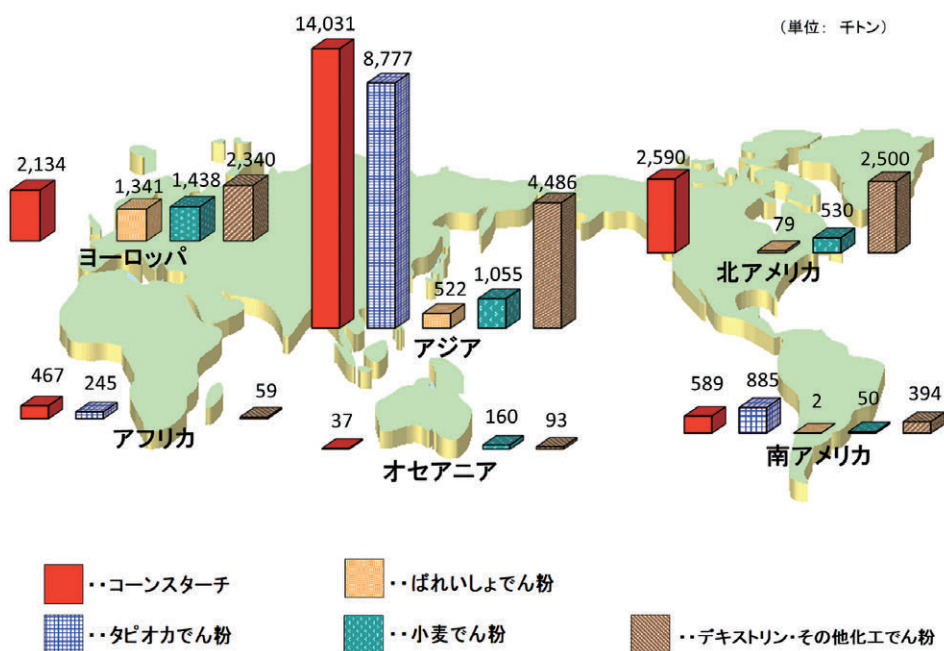 (単位: 千トン)
14,031
8,777
2,134
1,341
1,438
2,340
ヨーロッパ
522
1,055
4,486
アジア
2,590
79
530
2,500
北アメリカ
467
245
59
アフリカ
37
160
93
オセアニア
589
885
2
50
394
南アメリカ
・・コーンスターチ
・・ばれいしょでん粉
・・タピオカでん粉
・・小麦でん粉
・・デキストリン・その他化工でん粉